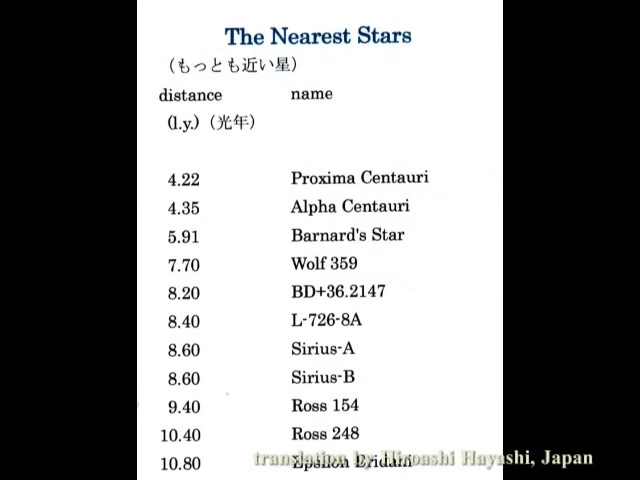 The Nearest Stars
(もっとも近い星)
distance name
(l.y.) (光年)
4.22 Proxima Centauri
4.35 Alpha Centauri
5.91 Barnard's Star
7.70 Wolf 359
8.20 BD+36.2147
8.40 L-726-8A
8.60 Sirius-A
8.60 Sirius-B
9.40 Ross 154
10.40 Ross 248
10.80 Epsilon Eridani
translation by Hiroashi Hayashi, Japan